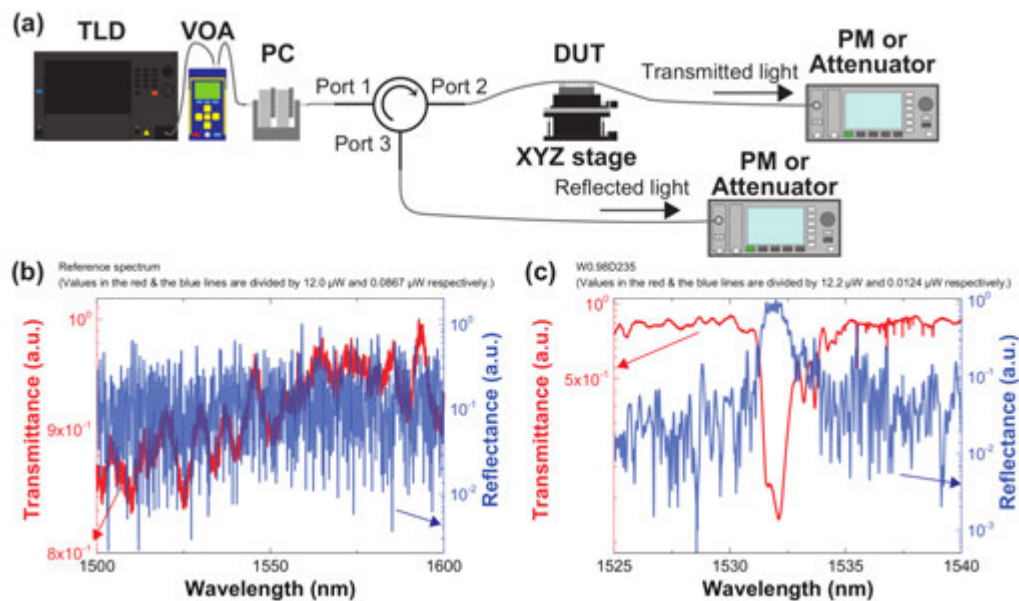 (a)
TLD
VOA
PC
Port 1
Port 2
Port 3
DUT
XYZ stage
Transmitted light
PM or
Attenuator
Reflected light
PM or
Attenuator
(b)
Reference spectrum
(Values in the red & the blue lines are divided by 12.0 μW and 0.0867 μW respectively.)
Transmittance (a.u.)
10⁰
9x10⁻¹
8x10⁻¹
10⁰
10⁻¹
10⁻²
Reflectance (a.u.)
1500
1550
1600
Wavelength (nm)
(c)
W0.98D235
(Values in the red & the blue lines are divided by 12.2 μW and 0.0124 μW respectively.)
Transmittance (a.u.)
10⁰
5x10⁻¹
10⁰
10⁻¹
10⁻²
10⁻³
Reflectance (a.u.)
1525
1530
1535
1540
Wavelength (nm)